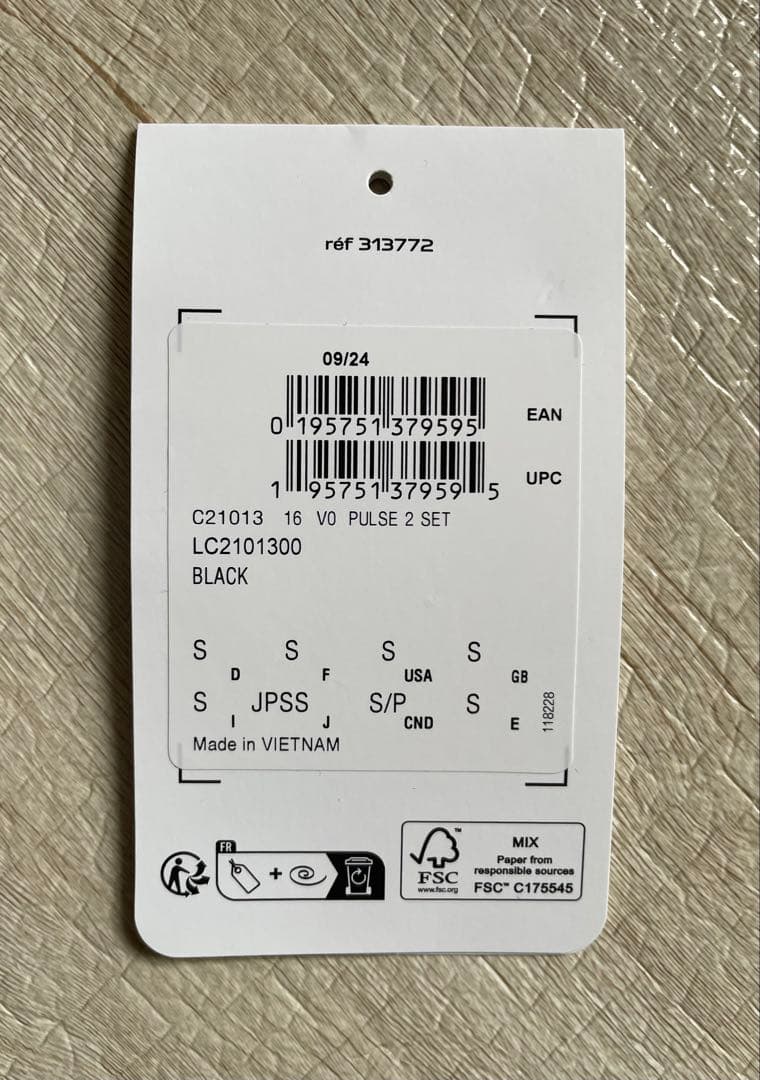 réf 313772
09/24
0 195751 379595
EAN
1 95751 37959 5
UPC
C21013 16 V0 PULSE 2 SET
LC2101300
BLACK
S D S F S USA S GB
S I JPSS J S/P CND S E
118228
Made in VIETNAM
FR
+
FSC™
www.fsc.org
MIX
Paper from
responsible sources
FSC™ C175545